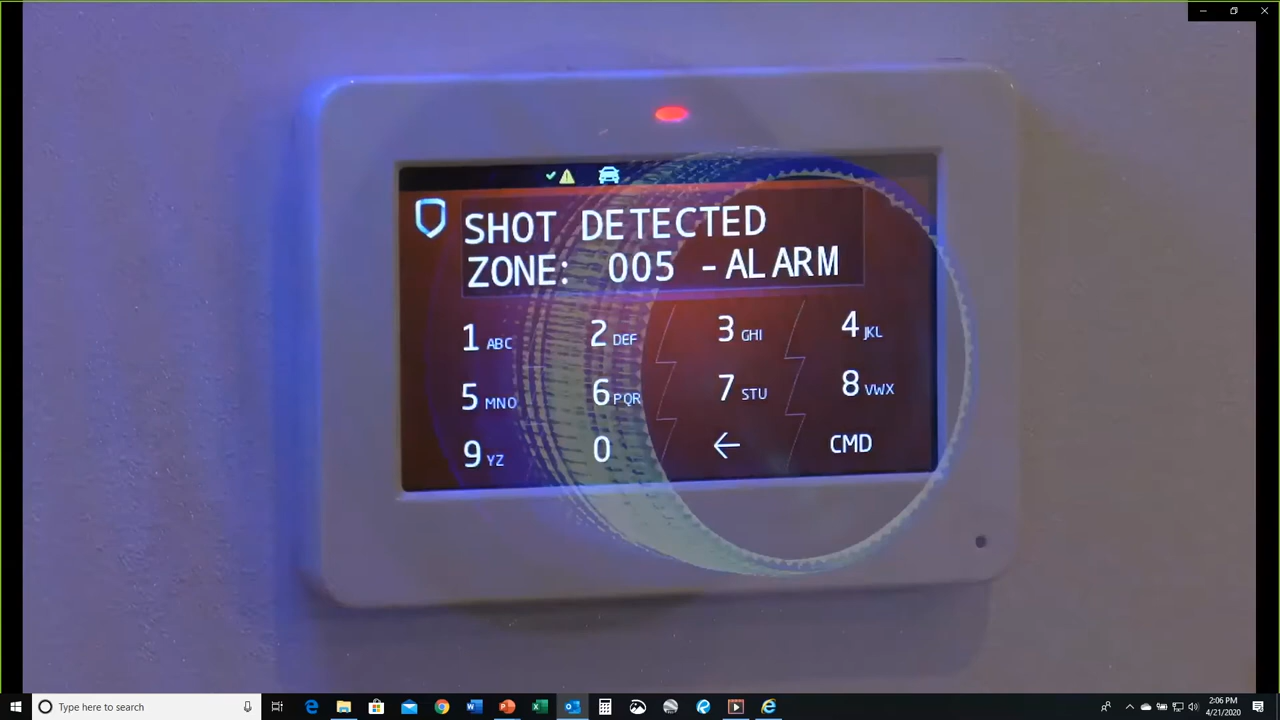 SHOT DETECTED
ZONE: 005 -ALARM
1 ABC 2 DEF 3 GHI 4 JKL
5 MNO 6 PQR 7 STU 8 VWX
9 YZ 0 ← CMD
Type here to search
2:06 PM
4/21/2020